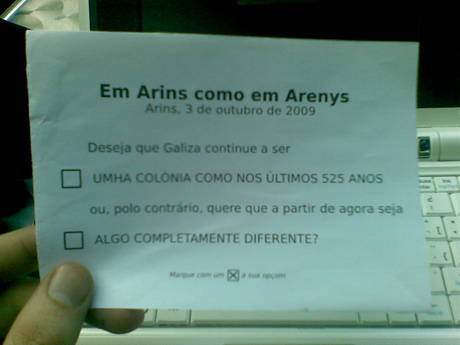 Em Arins como em Arenys
Arins, 3 de outubro de 2009
Deseja que Galiza continue a ser
UMHA COLÓNIA COMO NOS ÚLTIMOS 525 ANOS
ou, polo contrário, quere que a partir de agora seja
ALGO COMPLETAMENTE DIFERENTE?
Marque com um ☒ a sua opçom